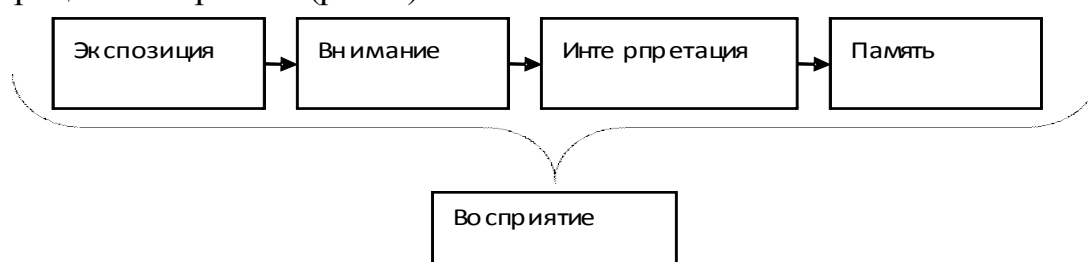 Экспозиция Внимание Интерпретация Память
Восприятие